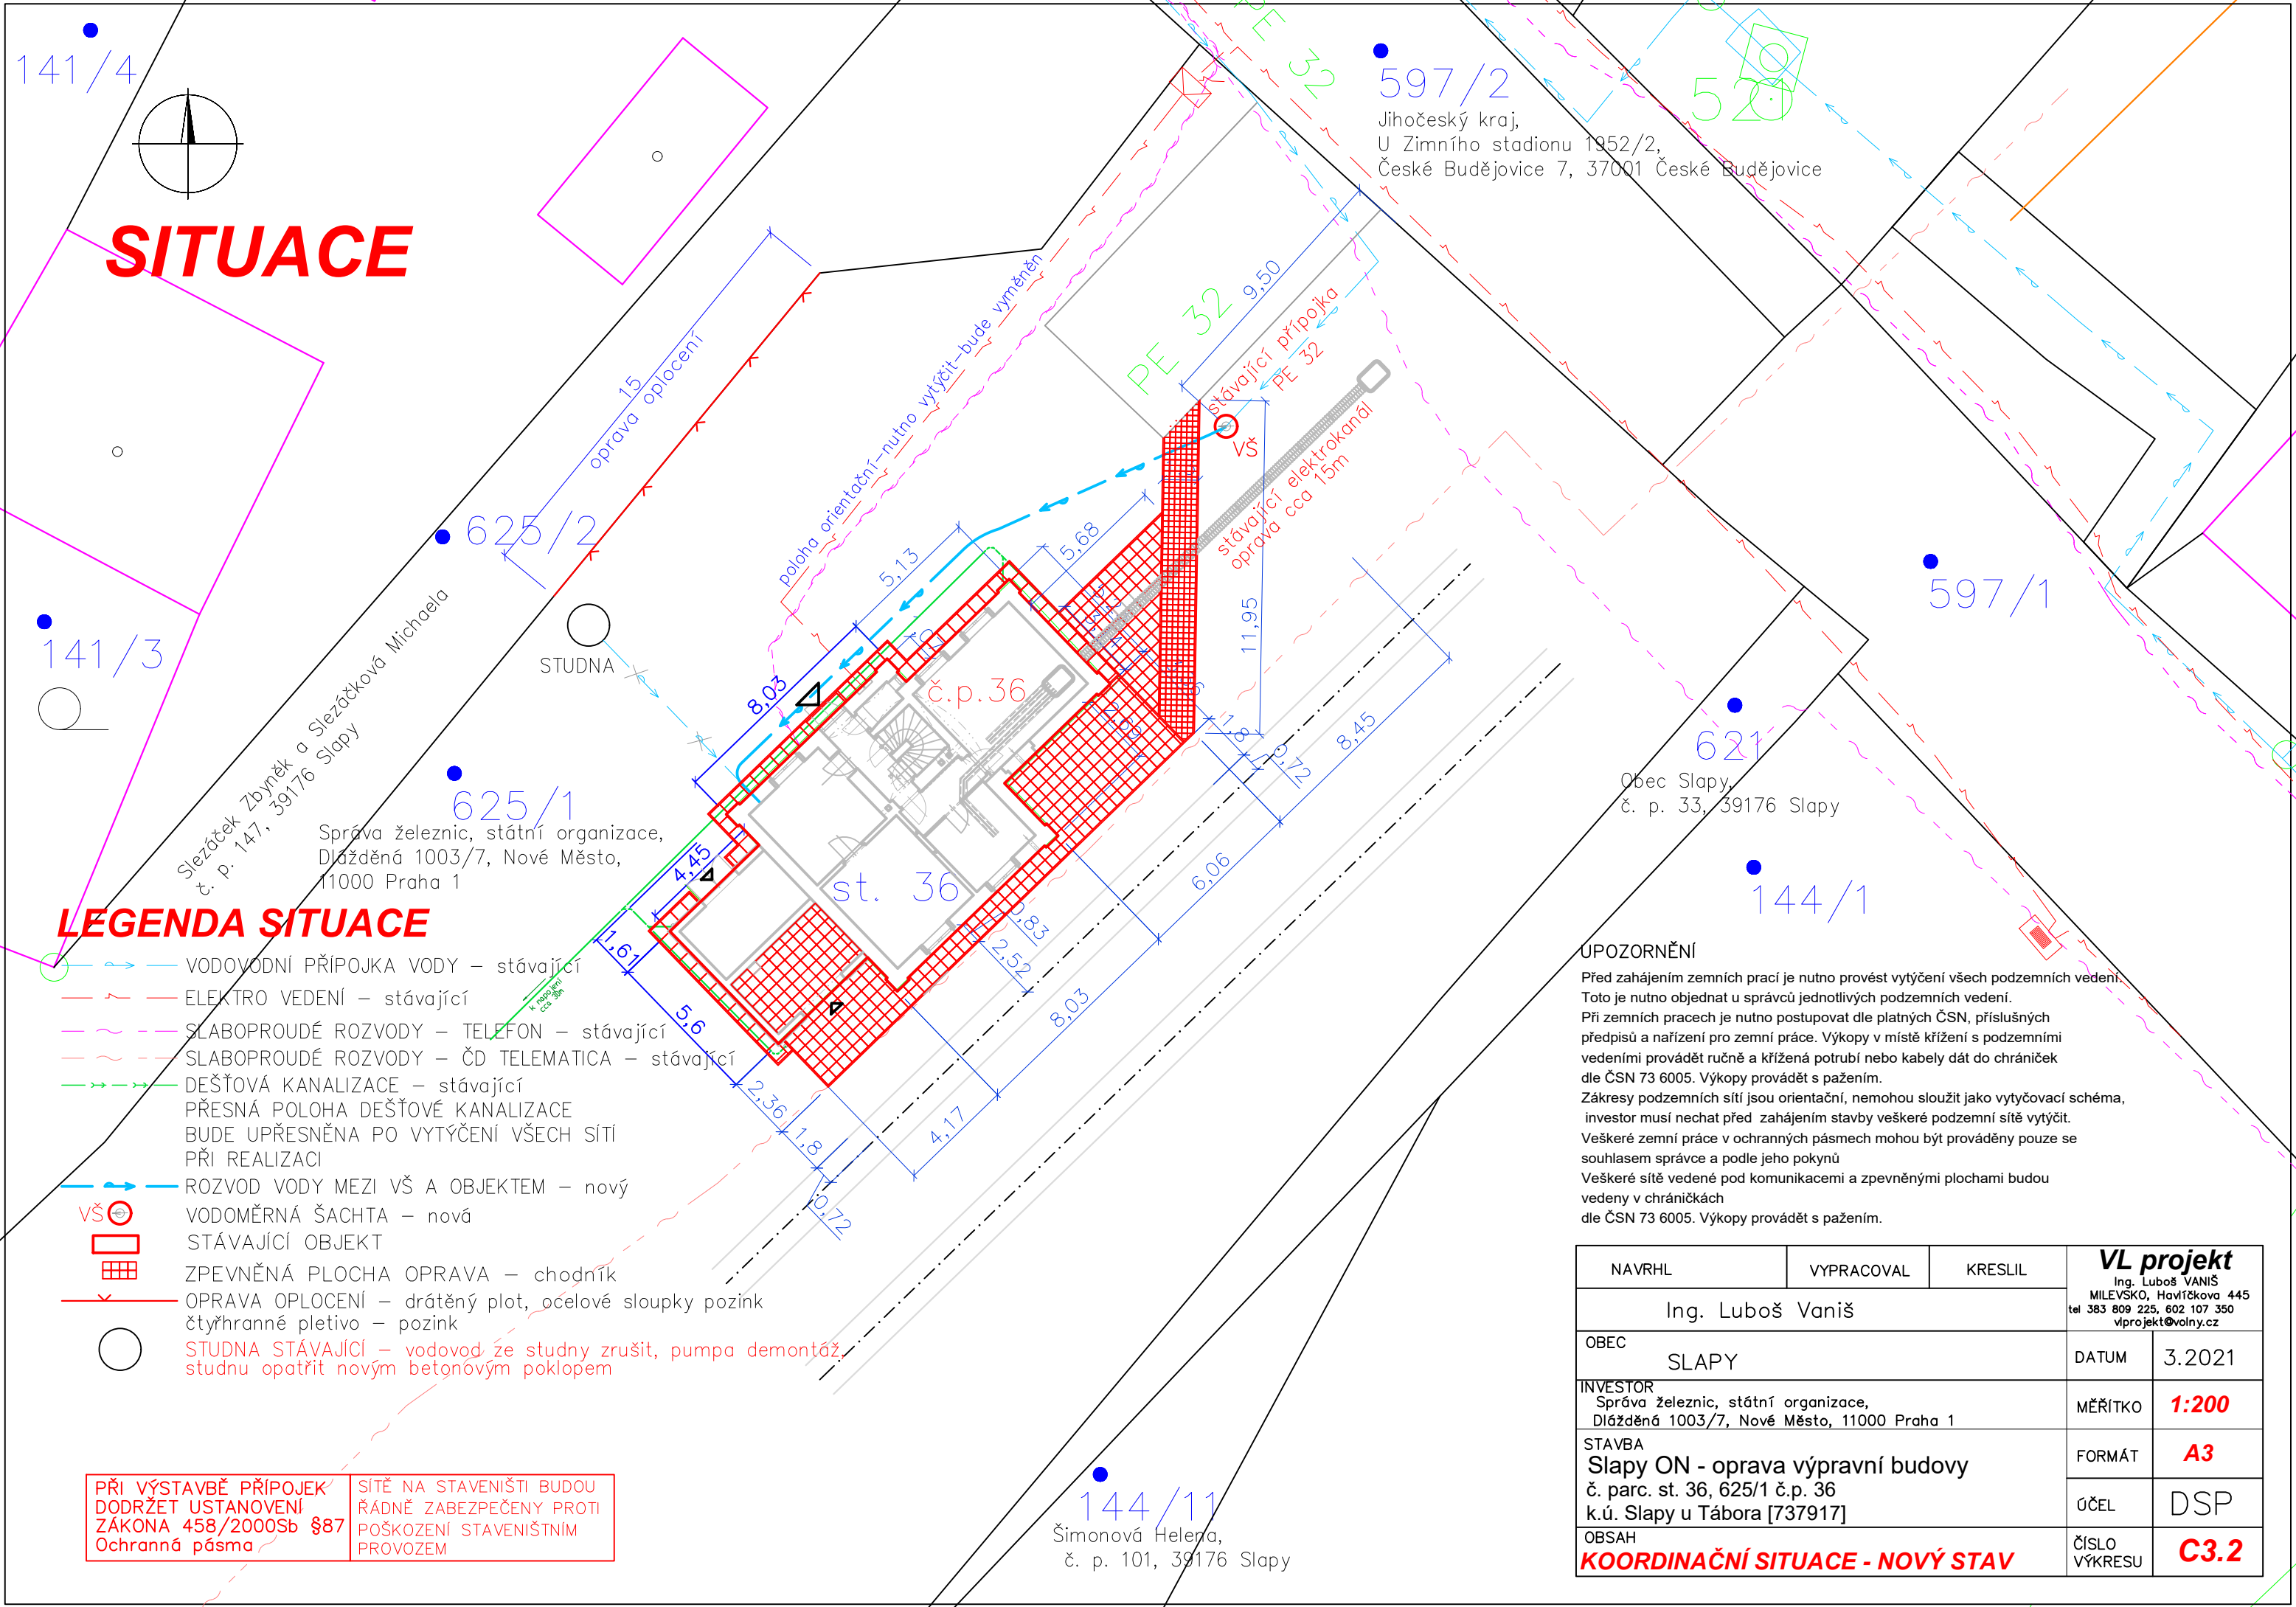 141/4
SITUACE
597/2
Jihočeský kraj,
U Zimního stadionu 1952/2,
České Budějovice 7, 37001 České Budějovice
521
PE 32
PE 32
9,50
stávající přípojka
PE 32
VŠ
stávající elektrokanál
oprava cca 15m
11,95
poloha orientační-nutno vytýčit-bude vyměněn
15
oprava oplocení
625/2
141/3
STUDNA
Slezáček Zbyněk a Slezáčková Michaela
č. p. 147, 39176 Slapy
625/1
Správa železnic, státní organizace,
Dlážděná 1003/7, Nové Město,
11000 Praha 1
5,13
5,68
8,03
č.p.36
st. 36
4,45
1,61
5,6
2,36
1,8
0,72
4,17
8,03
6,06
8,45
0,83
2,52
1,8
0,72
k napojení
cca 30m
597/1
621
Obec Slapy,
č. p. 33, 39176 Slapy
144/1
144/11
Šimonová Helena,
č. p. 101, 39176 Slapy
LEGENDA SITUACE
VODOVODNÍ PŘÍPOJKA VODY – stávající
ELEKTRO VEDENÍ – stávající
SLABOPROUDÉ ROZVODY – TELEFON – stávající
SLABOPROUDÉ ROZVODY – ČD TELEMATICA – stávající
DEŠŤOVÁ KANALIZACE – stávající
PŘESNÁ POLOHA DEŠŤOVÉ KANALIZACE
BUDE UPŘESNĚNA PO VYTÝČENÍ VŠECH SÍTÍ
PŘI REALIZACI
ROZVOD VODY MEZI VŠ A OBJEKTEM – nový
VŠ VODOMĚRNÁ ŠACHTA – nová
STÁVAJÍCÍ OBJEKT
ZPEVNĚNÁ PLOCHA OPRAVA – chodník
OPRAVA OPLOCENÍ – drátěný plot, ocelové sloupky pozink
čtyřhranné pletivo – pozink
STUDNA STÁVAJÍCÍ – vodovod ze studny zrušit, pumpa demontáž,
studnu opatřit novým betonovým poklopem
PŘI VÝSTAVBĚ PŘÍPOJEK
DODRŽET USTANOVENÍ
ZÁKONA 458/2000Sb §87
Ochranná pásma
SÍTĚ NA STAVENIŠTI BUDOU
ŘÁDNĚ ZABEZPEČENY PROTI
POŠKOZENÍ STAVENIŠTNÍM
PROVOZEM
UPOZORNĚNÍ
Před zahájením zemních prací je nutno provést vytýčení všech podzemních vedení.
Toto je nutno objednat u správců jednotlivých podzemních vedení.
Při zemních pracech je nutno postupovat dle platných ČSN, příslušných
předpisů a nařízení pro zemní práce. Výkopy v místě křížení s podzemními
vedeními provádět ručně a křížená potrubí nebo kabely dát do chrániček
dle ČSN 73 6005. Výkopy provádět s pažením.
Zákresy podzemních sítí jsou orientační, nemohou sloužit jako vytyčovací schéma,
investor musí nechat před zahájením stavby veškeré podzemní sítě vytýčit.
Veškeré zemní práce v ochranných pásmech mohou být prováděny pouze se
souhlasem správce a podle jeho pokynů
Veškeré sítě vedené pod komunikacemi a zpevněnými plochami budou
vedeny v chráničkách
dle ČSN 73 6005. Výkopy provádět s pažením.
NAVRHL VYPRACOVAL KRESLIL
Ing. Luboš Vaniš
VL projekt
Ing. Luboš VANIŠ
MILEVSKO, Havlíčkova 445
tel 383 809 225, 602 107 350
vlprojekt@volny.cz
OBEC
SLAPY
DATUM 3.2021
INVESTOR
Správa železnic, státní organizace,
Dlážděná 1003/7, Nové Město, 11000 Praha 1
MĚŘÍTKO 1:200
STAVBA
Slapy ON - oprava výpravní budovy
č. parc. st. 36, 625/1 č.p. 36
k.ú. Slapy u Tábora [737917]
FORMÁT A3
ÚČEL DSP
OBSAH
KOORDINAČNÍ SITUACE - NOVÝ STAV
ČÍSLO
VÝKRESU C3.2